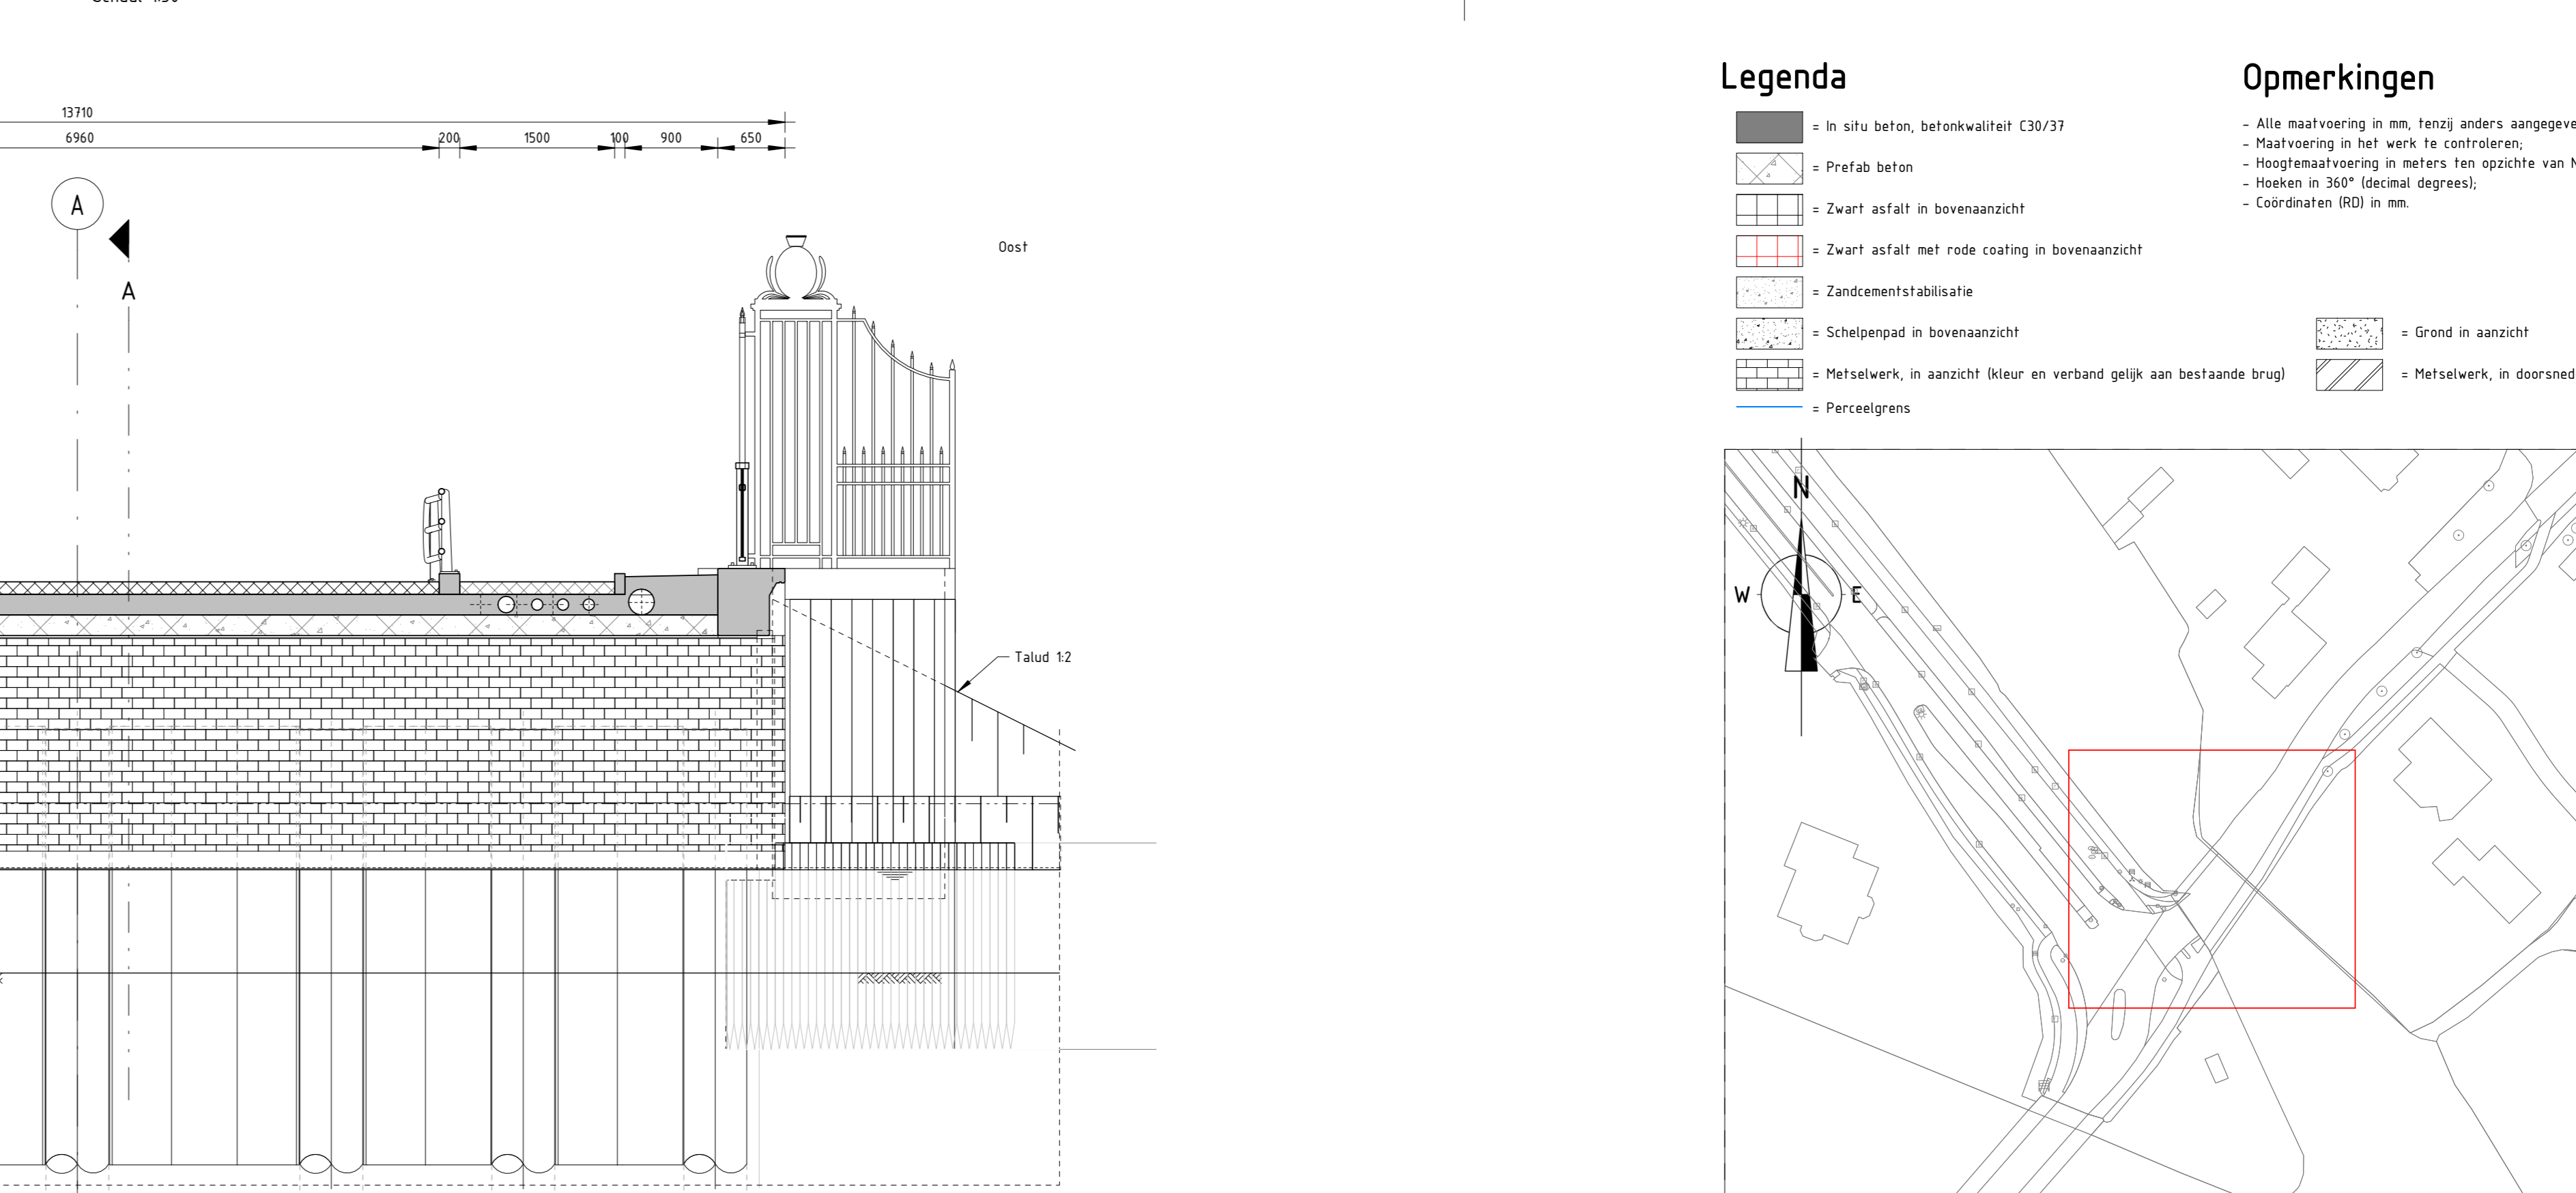 13710
6960
200
1500
100
900
650
A
A
Oost
Talud 1:2
Legenda
= In situ beton, betonkwaliteit C30/37
= Prefab beton
= Zwart asfalt in bovenaanzicht
= Zwart asfalt met rode coating in bovenaanzicht
= Zandcementstabilisatie
= Schelpenpad in bovenaanzicht
= Metselwerk, in aanzicht (kleur en verband gelijk aan bestaande brug)
= Perceelgrens
= Grond in aanzicht
= Metselwerk, in doorsned
Opmerkingen
- Alle maatvoering in mm, tenzij anders aangegeve
- Maatvoering in het werk te controleren;
- Hoogtemaatvoering in meters ten opzichte van N
- Hoeken in 360° (decimal degrees);
- Coördinaten (RD) in mm.
N
W
E